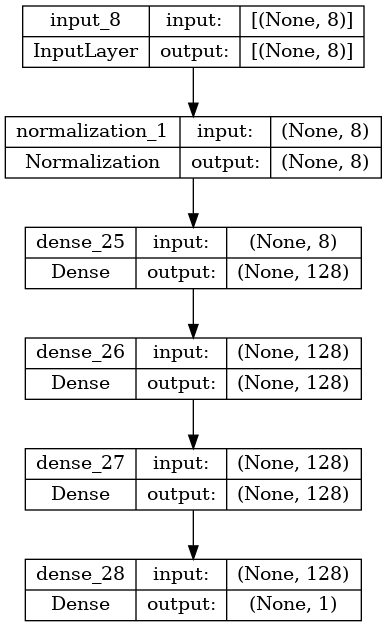 input_8 input: [(None, 8)]
InputLayer output: [(None, 8)]
normalization_1 input: (None, 8)
Normalization output: (None, 8)
dense_25 input: (None, 8)
Dense output: (None, 128)
dense_26 input: (None, 128)
Dense output: (None, 128)
dense_27 input: (None, 128)
Dense output: (None, 128)
dense_28 input: (None, 128)
Dense output: (None, 1)